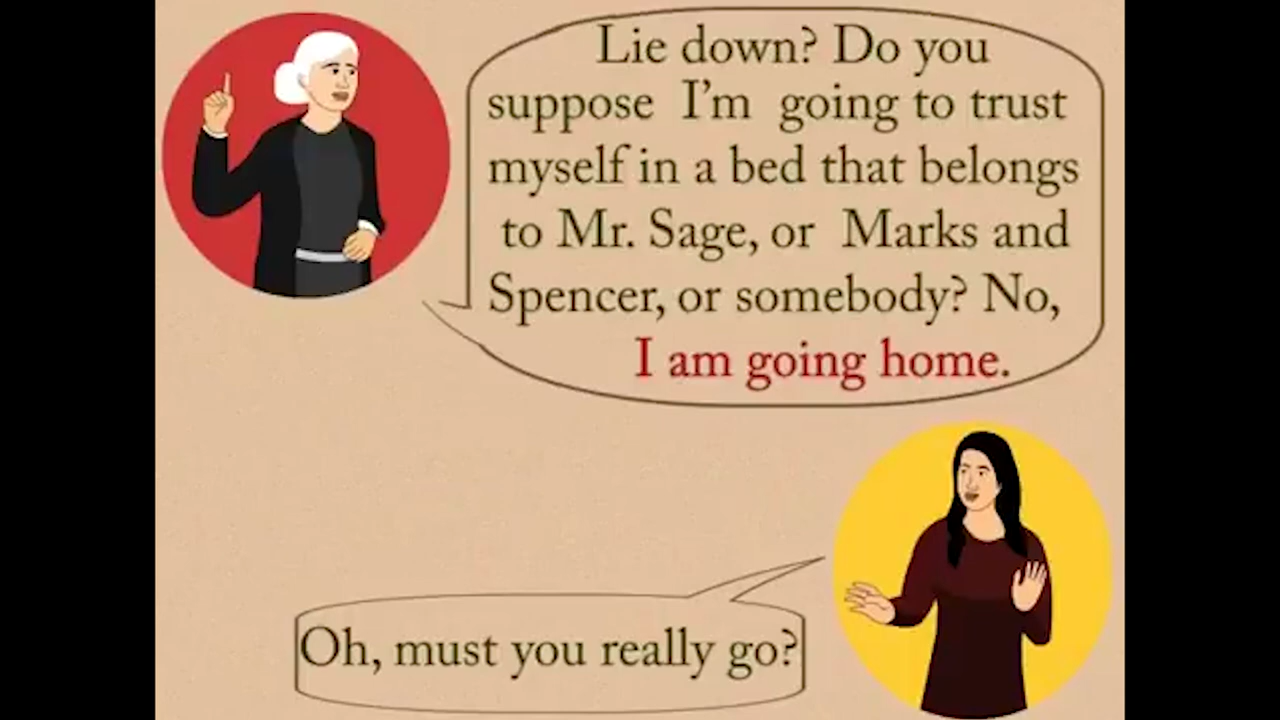 Lie down? Do you
suppose I'm going to trust
myself in a bed that belongs
to Mr. Sage, or Marks and
Spencer, or somebody? No,
I am going home.
Oh, must you really go?